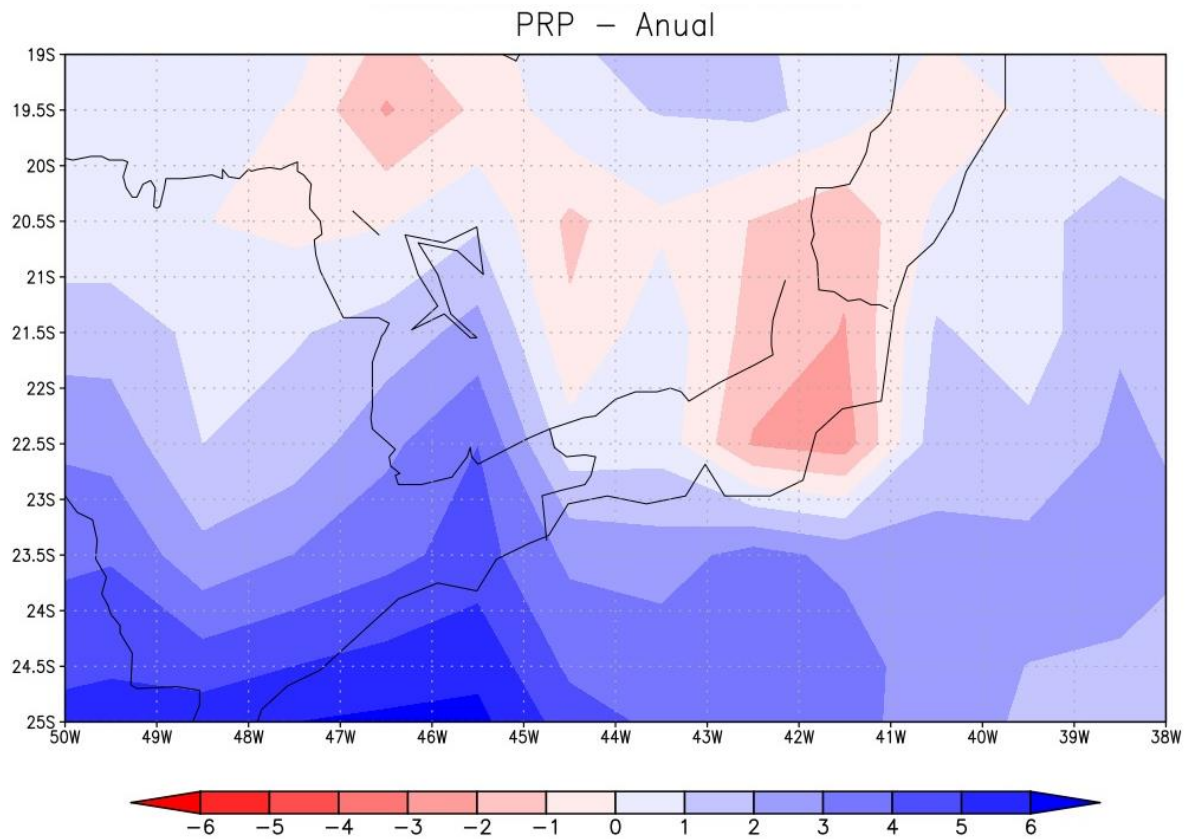 PRP – Anual
19S
19.5S
20S
20.5S
21S
21.5S
22S
22.5S
23S
23.5S
24S
24.5S
25S
50W 49W 48W 47W 46W 45W 44W 43W 42W 41W 40W 39W 38W
−6 −5 −4 −3 −2 −1 0 1 2 3 4 5 6